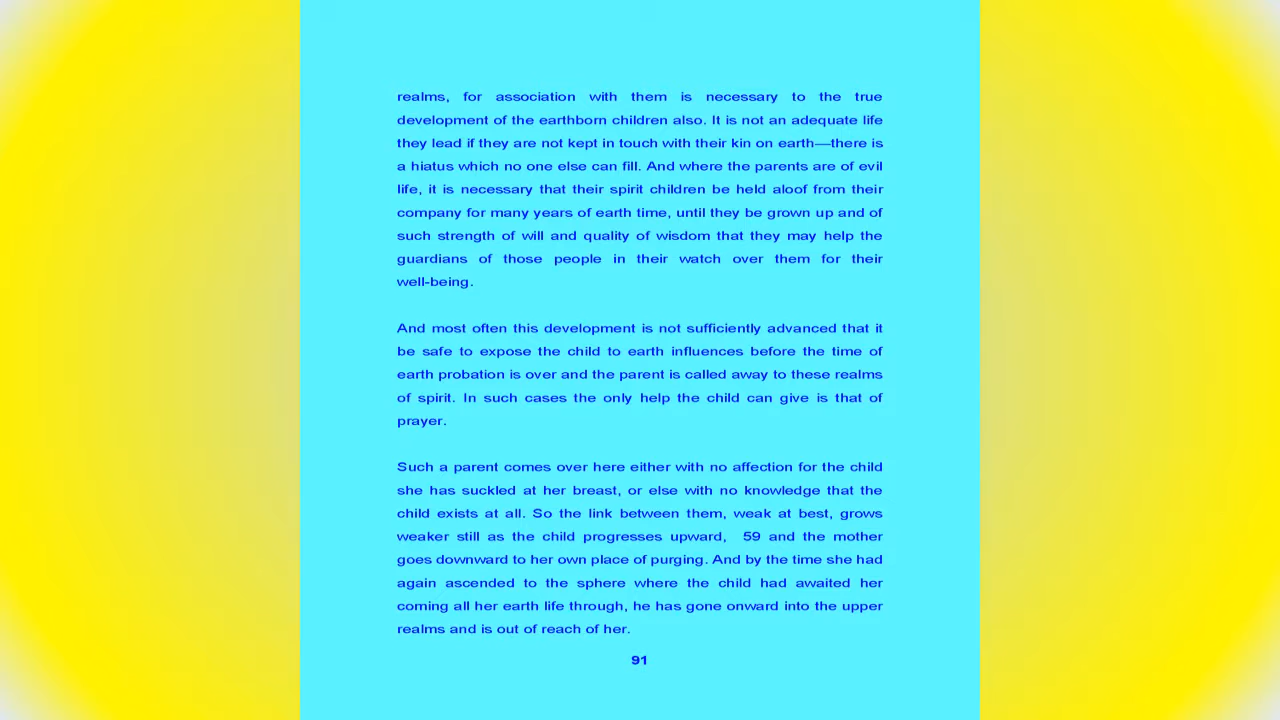 realms, for association with them is necessary to the true
development of the earthborn children also. It is not an adequate life
they lead if they are not kept in touch with their kin on earth—there is
a hiatus which no one else can fill. And where the parents are of evil
life, it is necessary that their spirit children be held aloof from their
company for many years of earth time, until they be grown up and of
such strength of will and quality of wisdom that they may help the
guardians of those people in their watch over them for their
well-being.
And most often this development is not sufficiently advanced that it
be safe to expose the child to earth influences before the time of
earth probation is over and the parent is called away to these realms
of spirit. In such cases the only help the child can give is that of
prayer.
Such a parent comes over here either with no affection for the child
she has suckled at her breast, or else with no knowledge that the
child exists at all. So the link between them, weak at best, grows
weaker still as the child progresses upward, 59 and the mother
goes downward to her own place of purging. And by the time she had
again ascended to the sphere where the child had awaited her
coming all her earth life through, he has gone onward into the upper
realms and is out of reach of her.
91